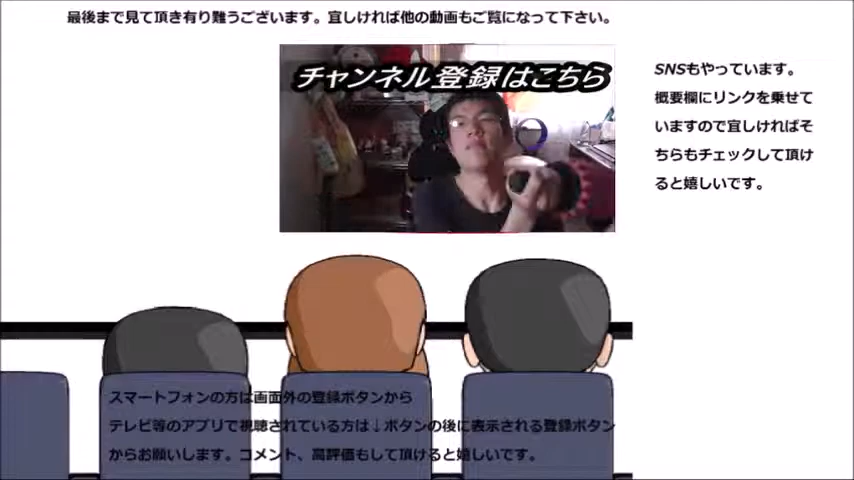 最後まで見て頂き有り難うございます。宜しければ他の動画もご覧になって下さい。
チャンネル登録はこちら
SNSもやっています。
概要欄にリンクを乗せて
いますので宜しければそ
ちらもチェックして頂け
ると嬉しいです。
スマートフォンの方は画面外の登録ボタンから
テレビ等のアプリで視聴されている方は↓ボタンの後に表示される登録ボタン
からお願いします。コメント、高評価もして頂けると嬉しいです。